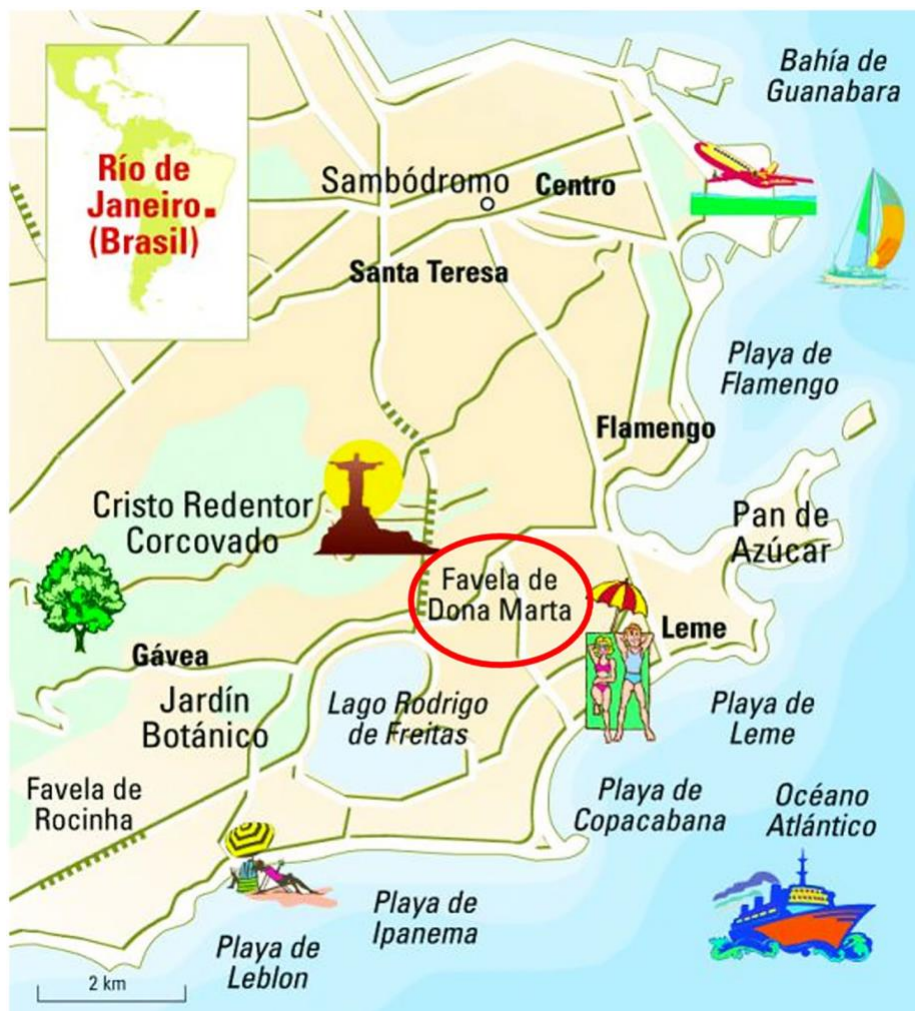 Bahía de
Guanabara
Río de
Janeiro
(Brasil)
Sambódromo
Centro
Santa Teresa
Playa de
Flamengo
Flamengo
Cristo Redentor
Corcovado
Pan de
Azúcar
Favela de
Dona Marta
Leme
Gávea
Jardín
Botánico
Lago Rodrigo
de Freitas
Playa de
Leme
Favela de
Rocinha
Playa de
Copacabana
Océano
Atlántico
Playa de
Ipanema
Playa de
Leblon
2 km